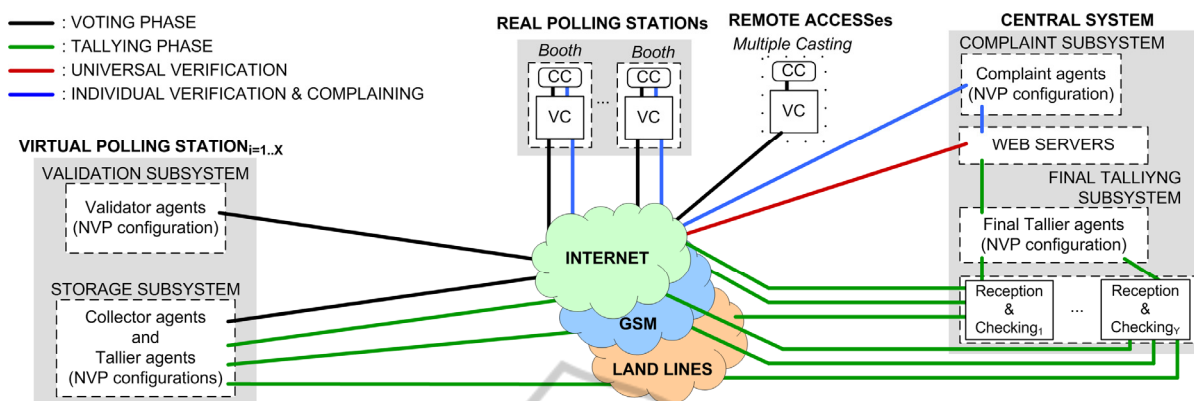 : VOTING PHASE
: TALLYING PHASE
: UNIVERSAL VERIFICATION
: INDIVIDUAL VERIFICATION & COMPLAINING
REAL POLLING STATIONs
Booth
Booth
CC
CC
...
VC
VC
REMOTE ACCESSes
Multiple Casting
CC
VC
CENTRAL SYSTEM
COMPLAINT SUBSYSTEM
Complaint agents
(NVP configuration)
WEB SERVERS
FINAL TALLIYNG
SUBSYSTEM
Final Tallier agents
(NVP configuration)
Reception
&
Checking1
...
Reception
&
CheckingY
VIRTUAL POLLING STATIONi=1..X
VALIDATION SUBSYSTEM
Validator agents
(NVP configuration)
STORAGE SUBSYSTEM
Collector agents
and
Tallier agents
(NVP configurations)
INTERNET
GSM
LAND LINES